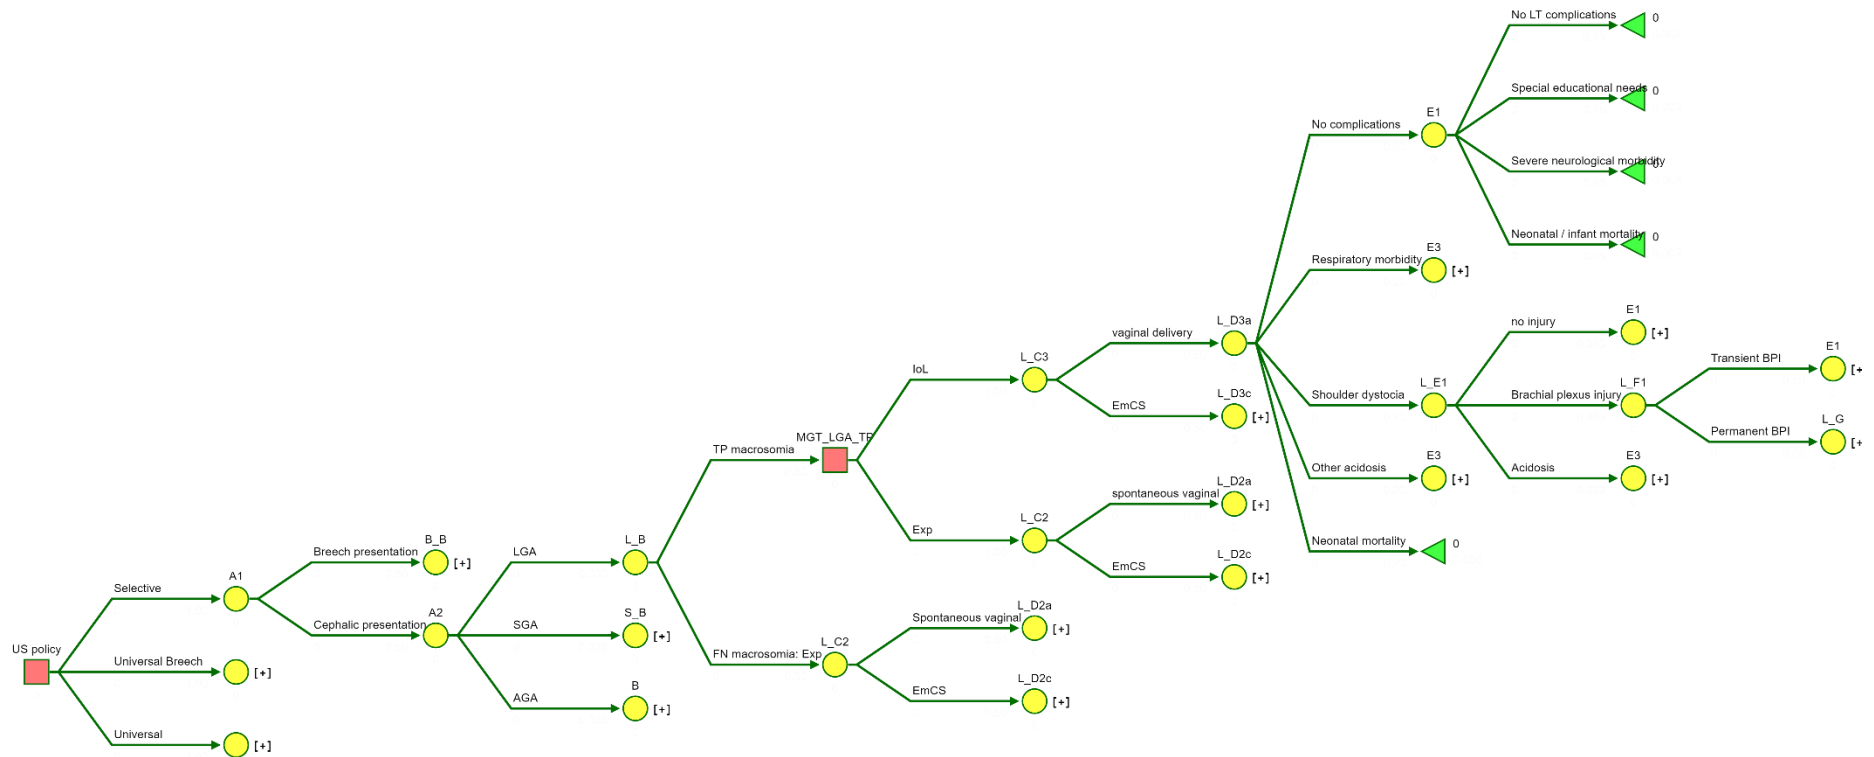 No LT complications
0
Special educational needs
0
E1
No complications
Severe neurological morbidity
0
Neonatal / infant mortality
0
E3
Respiratory morbidity
[+]
E1
no injury
[+]
L_D3a
vaginal delivery
L_C3
IoL
E1
Transient BPI
[+
L_E1
Shoulder dystocia
L_F1
Brachial plexus injury
L_D3c
EmCS
[+]
L_G
Permanent BPI
[+
MGT_LGA_TP
TP macrosomia
E3
Other acidosis
[+]
E3
Acidosis
[+]
L_D2a
spontaneous vaginal
[+]
L_C2
Exp
Neonatal mortality
0
B_B
Breech presentation
[+]
L_B
LGA
L_D2c
EmCS
[+]
A1
Selective
A2
Cephalic presentation
S_B
SGA
[+]
L_D2a
Spontaneous vaginal
[+]
US policy
L_C2
FN macrosomia: Exp
Universal Breech
[+]
B
AGA
[+]
L_D2c
EmCS
[+]
Universal
[+]